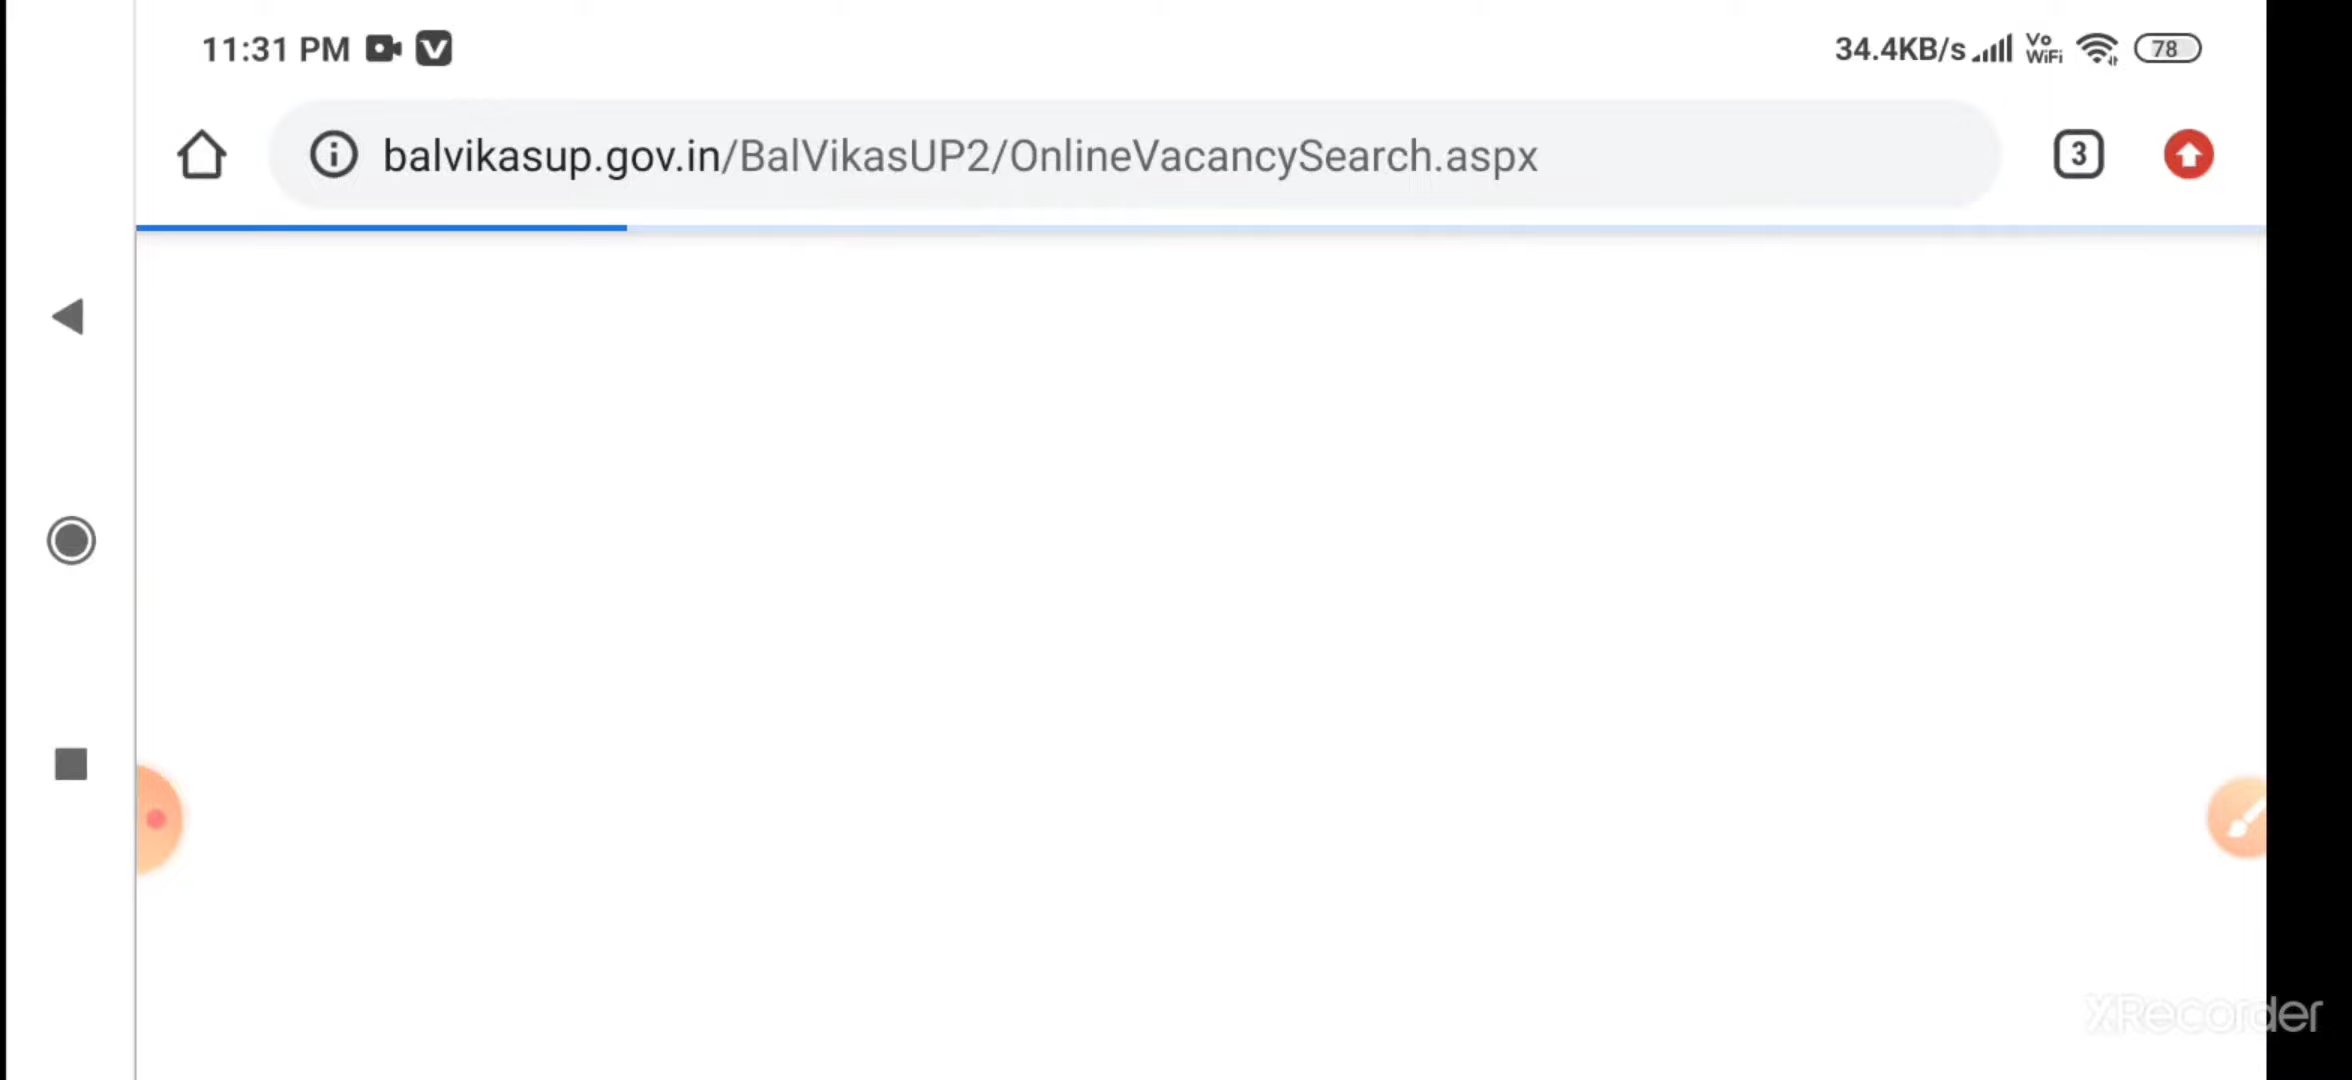 11:31 PM
34.4KB/s Vo WiFi 78
balvikasup.gov.in/BalVikasUP2/OnlineVacancySearch.aspx
3
XRecorder